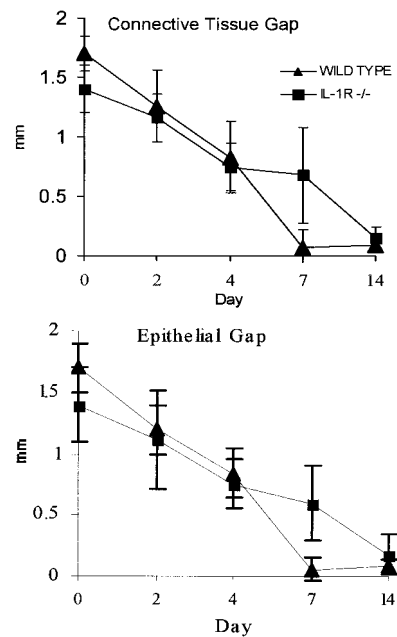 Connective Tissue Gap
WILD TYPE
IL-1R -/-
mm
2
1.5
1
0.5
0
0 2 4 7 14
Day
Epithelial Gap
mm
2
1.5
1
0.5
0
0 2 4 7 14
Day